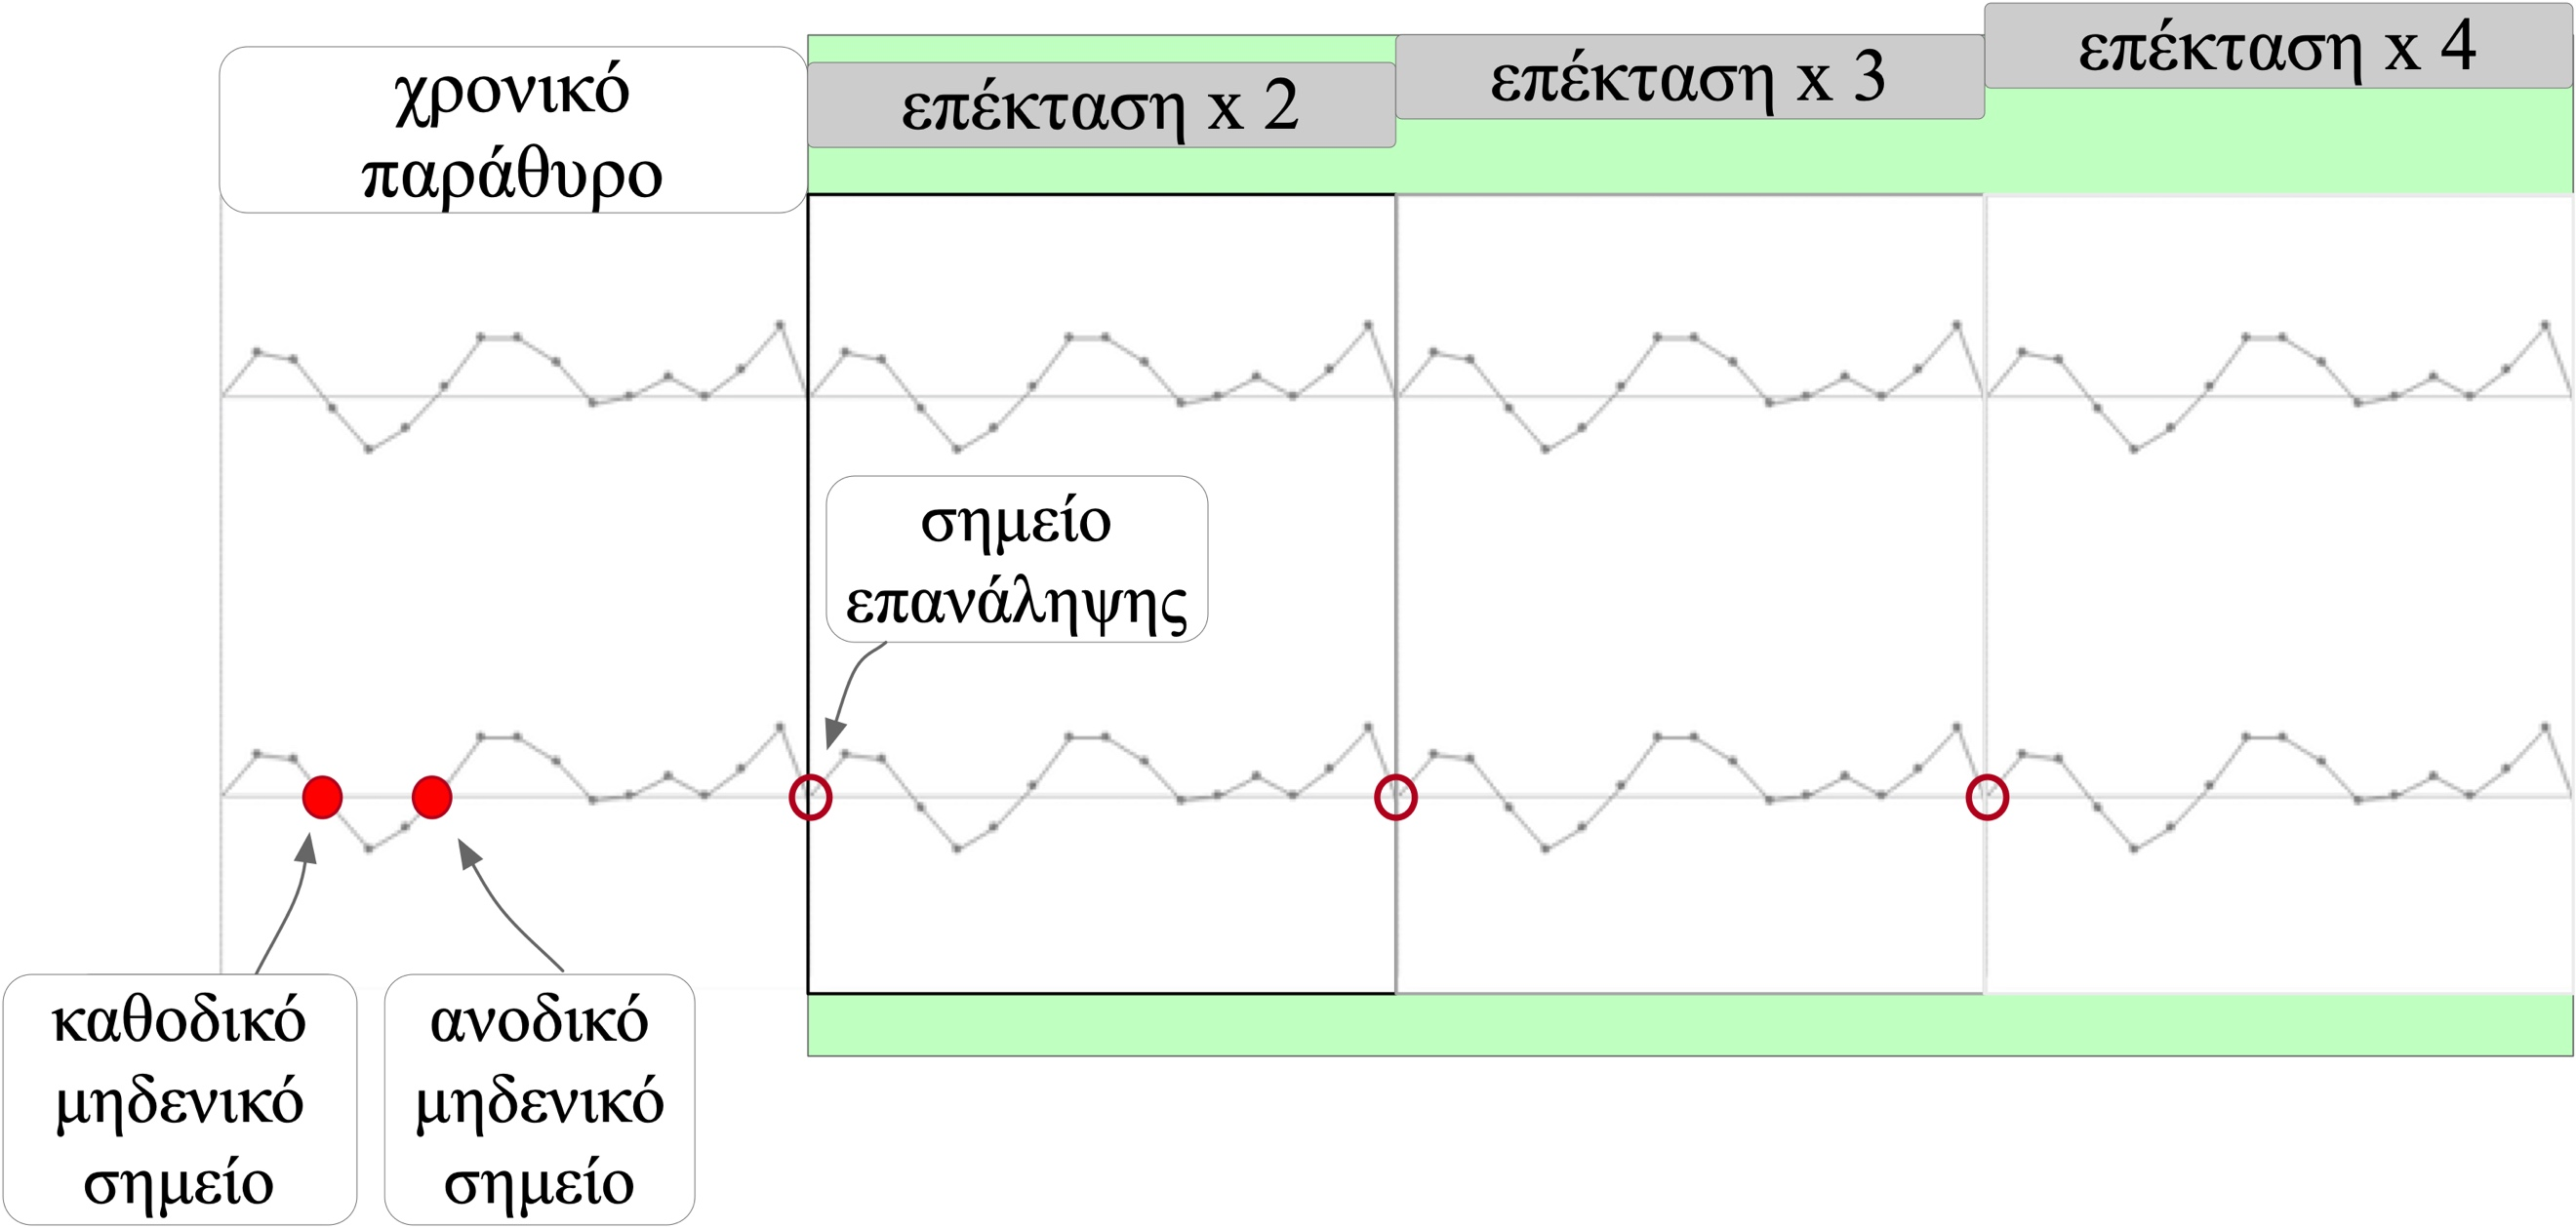 χρονικό
παράθυρο
επέκταση x 2
επέκταση x 3
επέκταση x 4
σημείο
επανάληψης
καθοδικό
μηδενικό
σημείο
ανοδικό
μηδενικό
σημείο